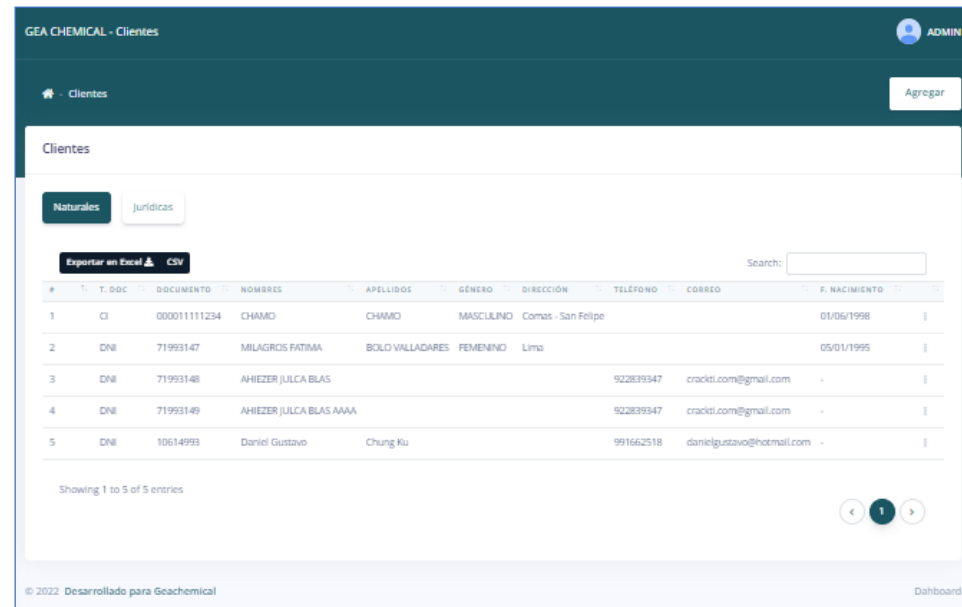 GEA CHEMICAL - Clientes
ADMIN
- Clientes
Agregar
Clientes
Naturales Jurídicas
Exportar en Excel CSV
Search:
# T. DOC DOCUMENTO NOMBRES APELLIDOS GÉNERO DIRECCIÓN TELÉFONO CORREO F. NACIMIENTO
1 CI 000011111234 CHAMO CHAMO MASCULINO Comas - San Felipe 01/06/1998
2 DNI 71993147 MILAGROS FATIMA BOLO VALLADARES FEMENINO Lima 05/01/1995
3 DNI 71993148 AHIEZER JULCA BLAS 922839347 crackti.com@gmail.com -
4 DNI 71993149 AHIEZER JULCA BLAS AAAA 922839347 crackti.com@gmail.com -
5 DNI 10614993 Daniel Gustavo Chung Ku 991662518 danielgustavo@hotmail.com -
Showing 1 to 5 of 5 entries
1
© 2022 Desarrollado para Geachemical
Dahboard